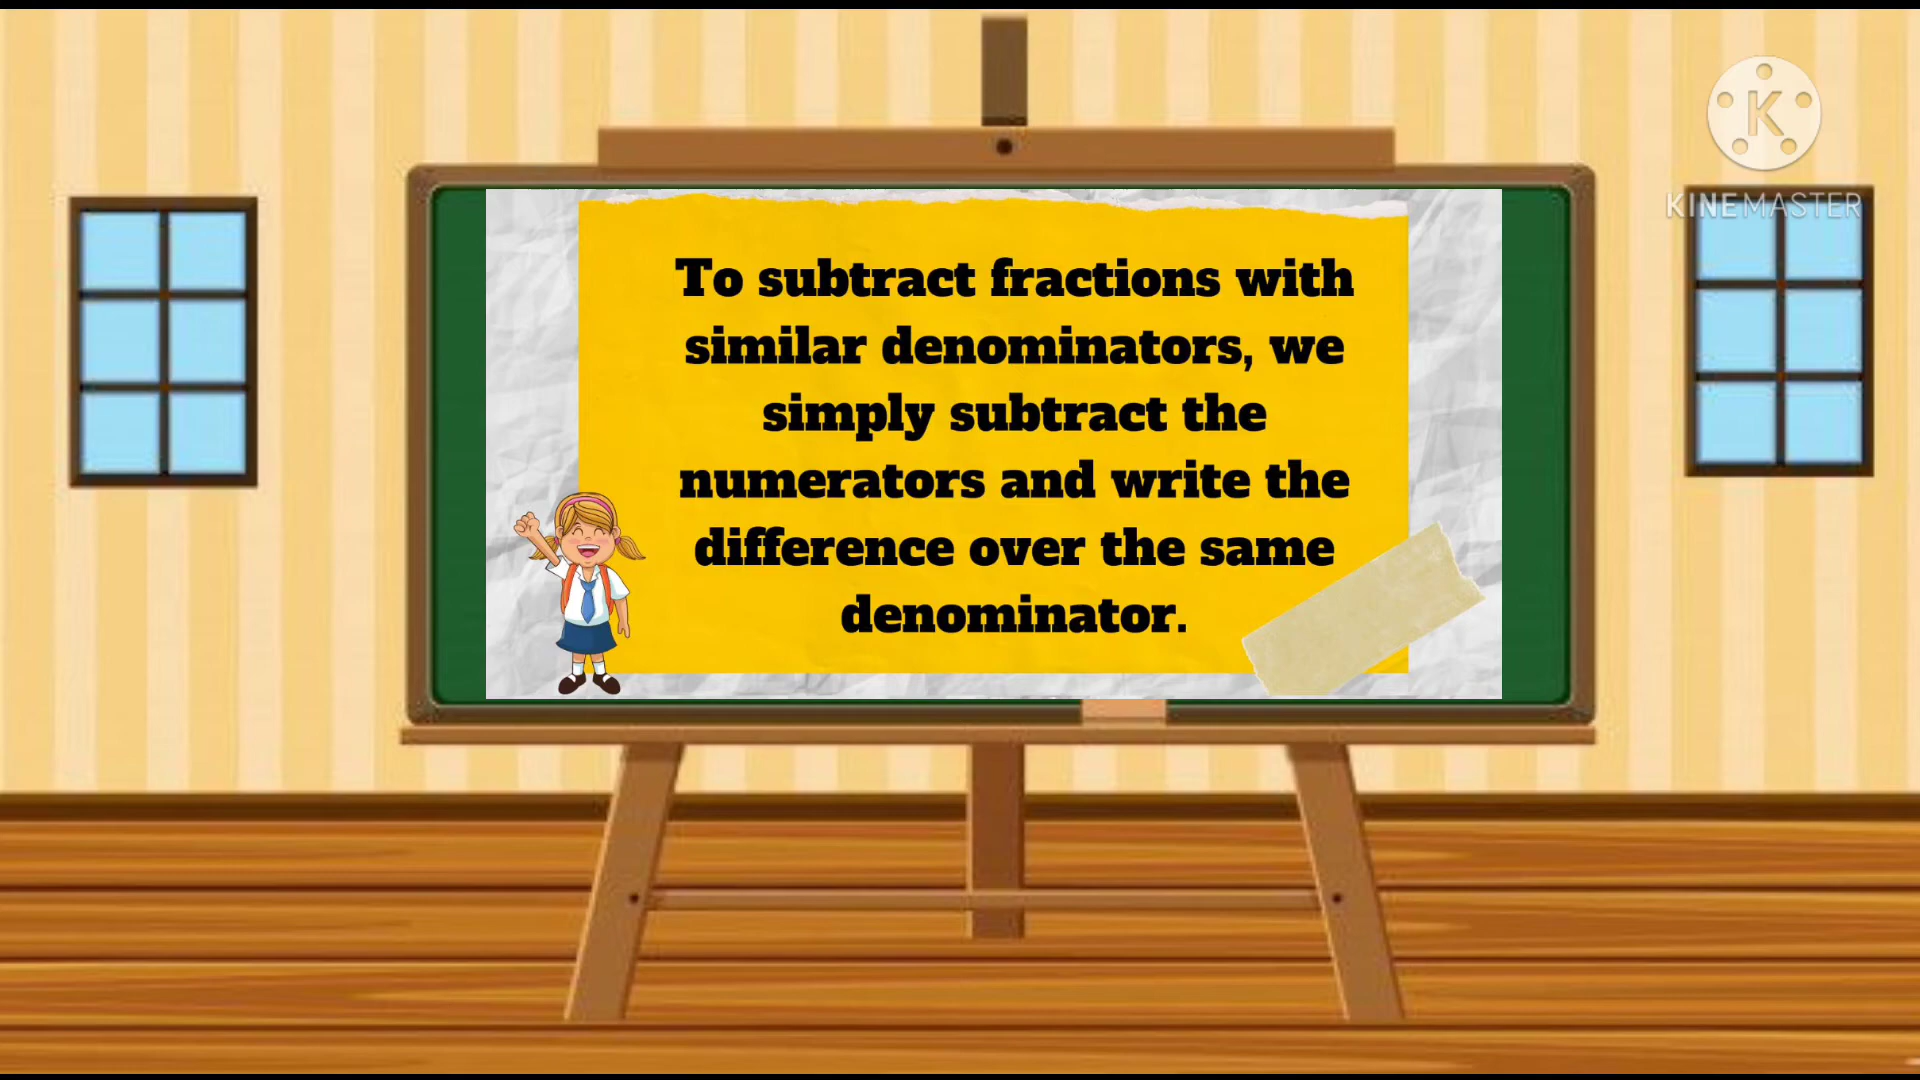 K
KINEMASTER
To subtract fractions with
similar denominators, we
simply subtract the
numerators and write the
difference over the same
denominator.